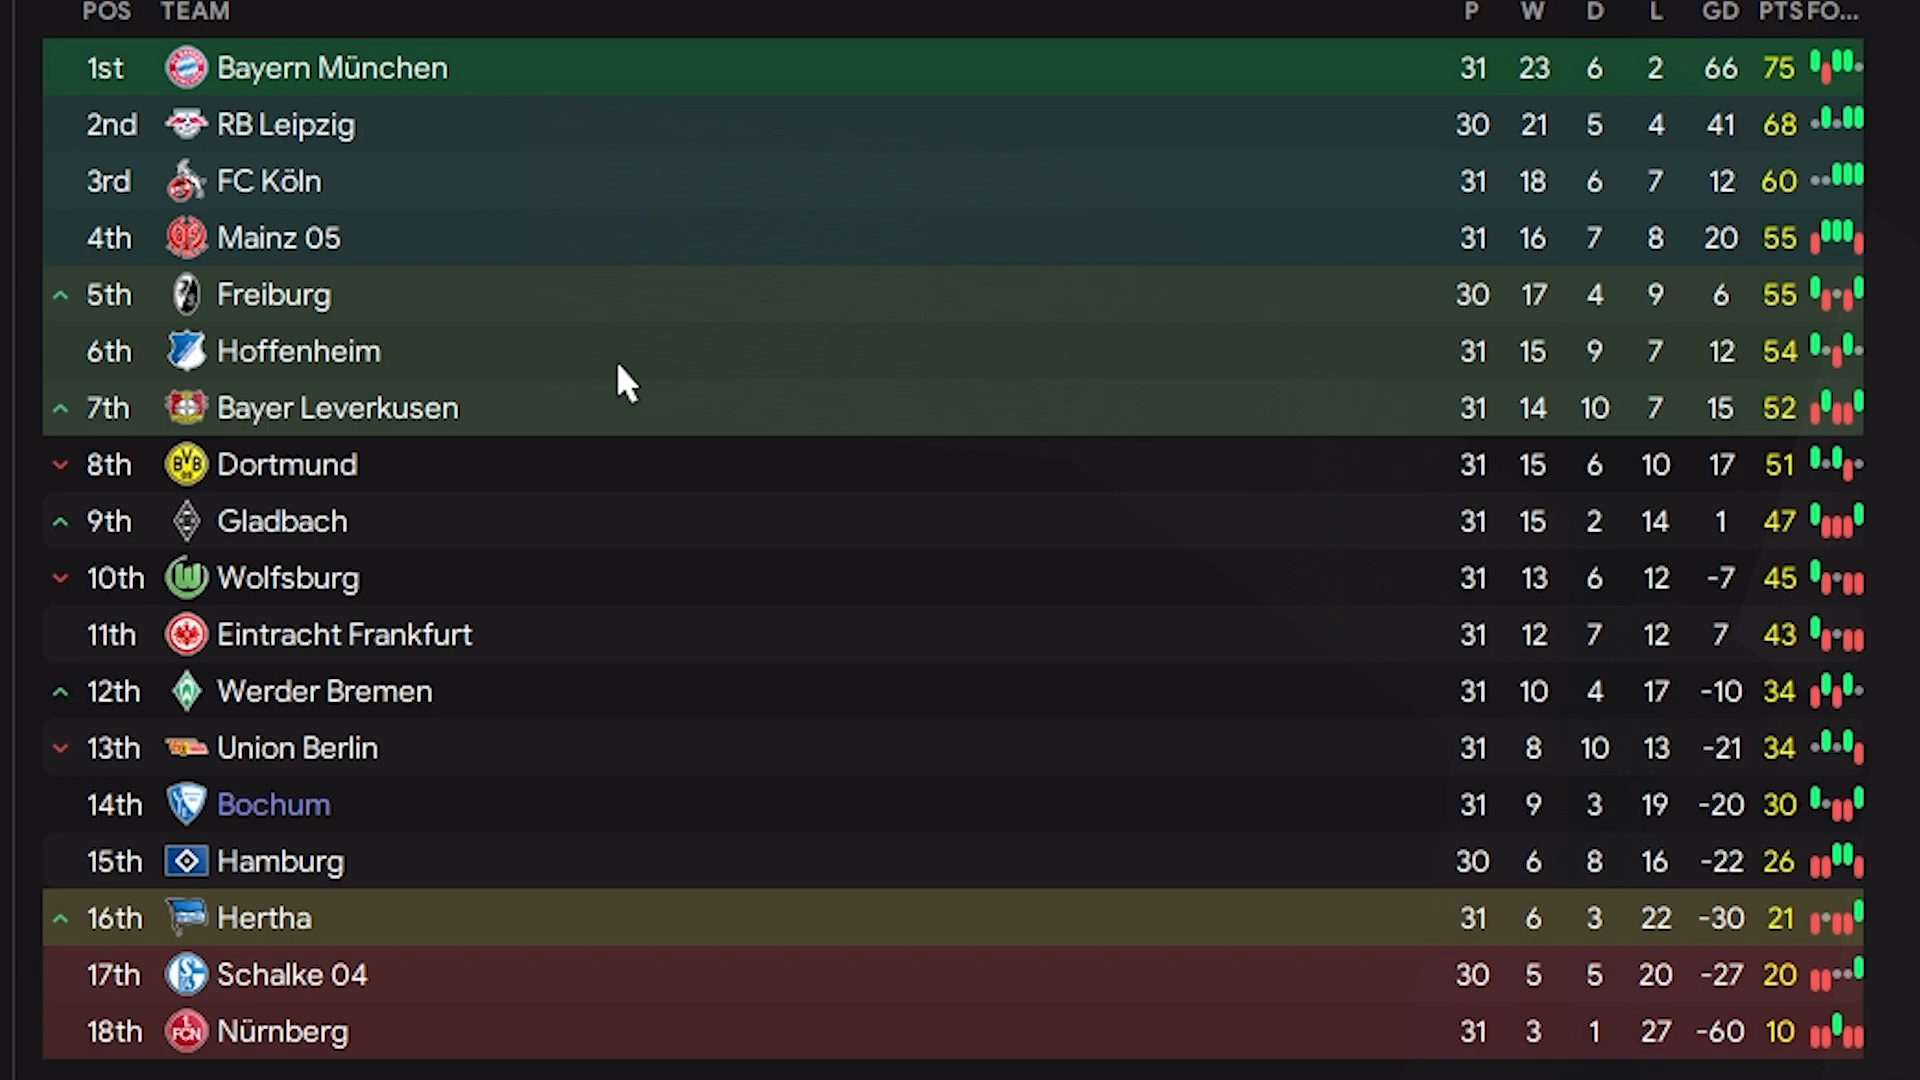 POS TEAM P W D L GD PTS FO...
1st Bayern München 31 23 6 2 66 75
2nd RB Leipzig 30 21 5 4 41 68
3rd FC Köln 31 18 6 7 12 60
4th Mainz 05 31 16 7 8 20 55
5th Freiburg 30 17 4 9 6 55
6th Hoffenheim 31 15 9 7 12 54
7th Bayer Leverkusen 31 14 10 7 15 52
8th BVB 09 Dortmund 31 15 6 10 17 51
9th Gladbach 31 15 2 14 1 47
10th Wolfsburg 31 13 6 12 -7 45
11th Eintracht Frankfurt 31 12 7 12 7 43
12th Werder Bremen 31 10 4 17 -10 34
13th Union Berlin 31 8 10 13 -21 34
14th Bochum 31 9 3 19 -20 30
15th Hamburg 30 6 8 16 -22 26
16th Hertha 31 6 3 22 -30 21
17th Schalke 04 30 5 5 20 -27 20
18th FCN Nürnberg 31 3 1 27 -60 10